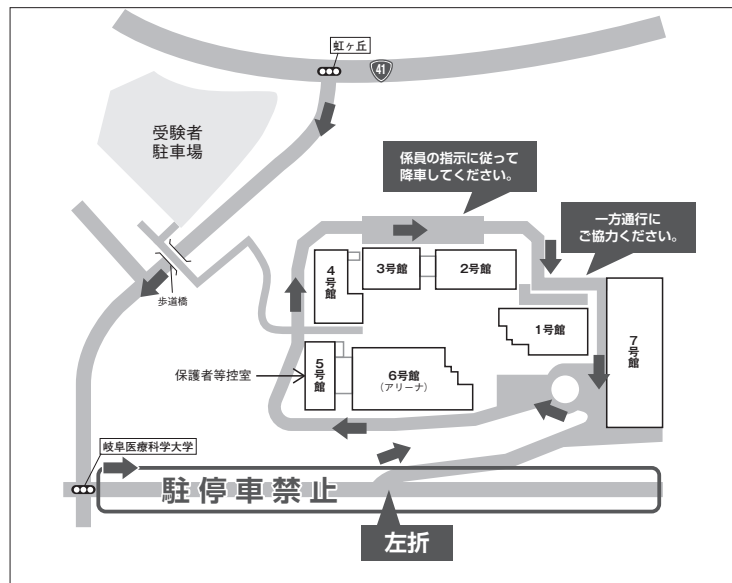 虹ヶ丘
41
受験者
駐車場
係員の指示に従って
降車してください。
一方通行に
ご協力ください。
4号館
3号館
2号館
1号館
7号館
歩道橋
保護者等控室
5号館
6号館
(アリーナ)
岐阜医療科学大学
駐停車禁止
左折